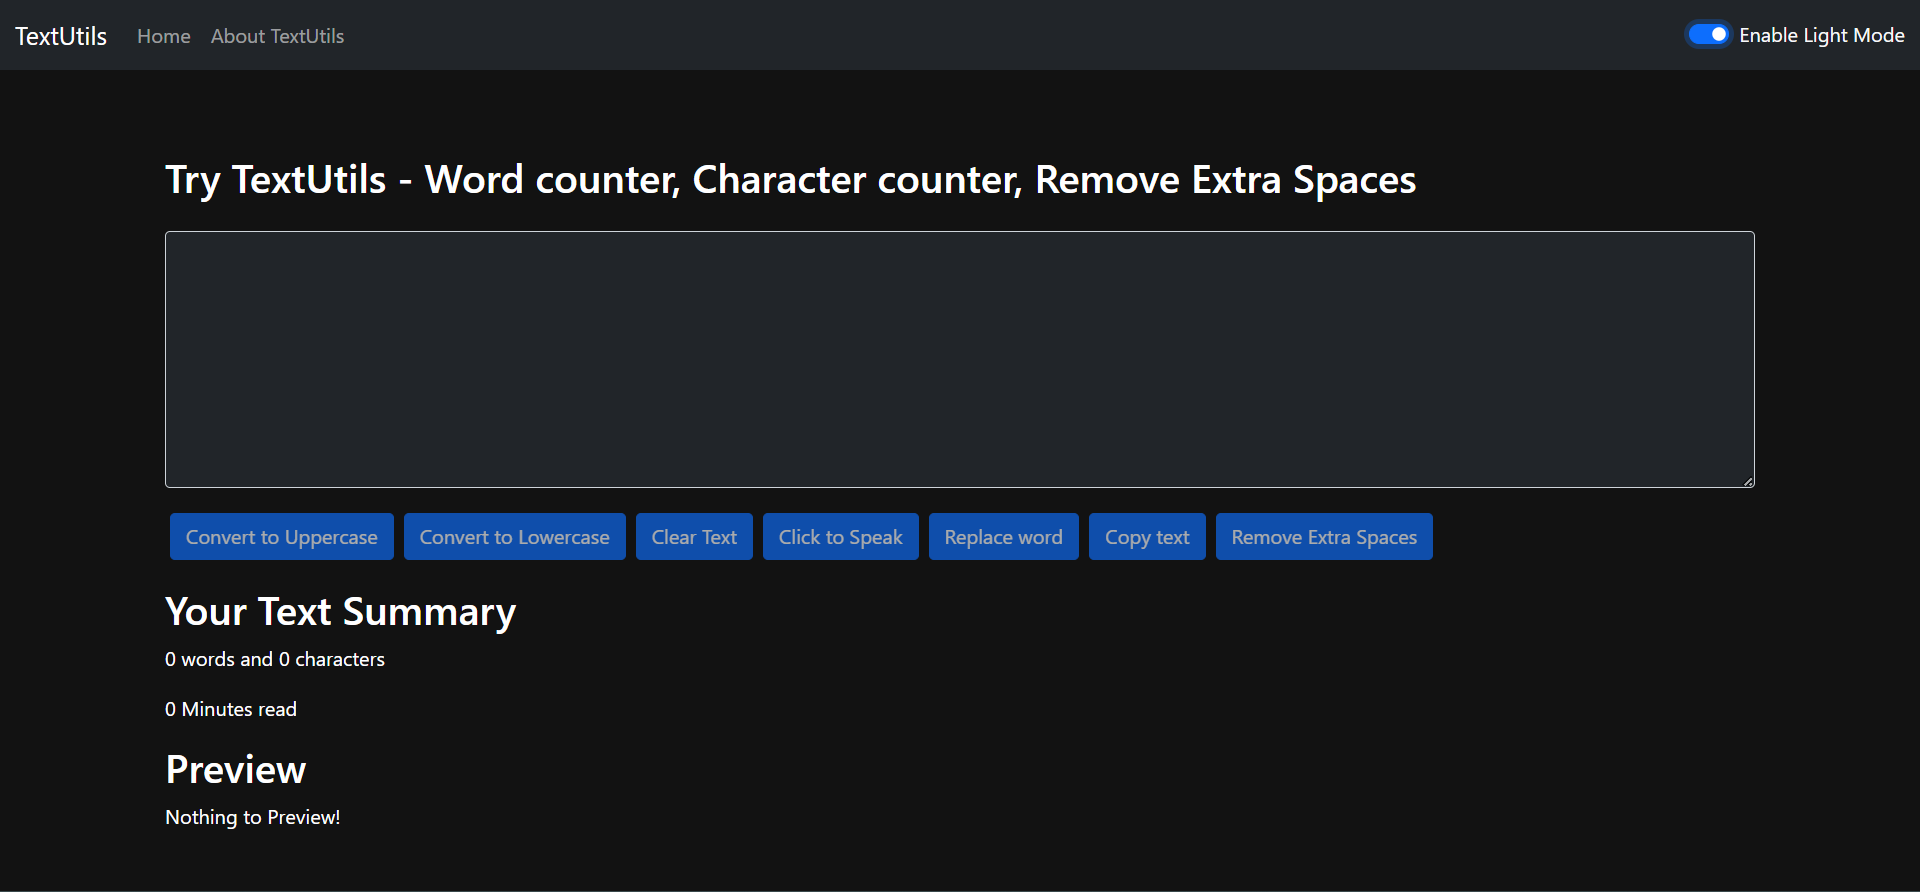 TextUtils Home About TextUtils Enable Light Mode
Try TextUtils - Word counter, Character counter, Remove Extra Spaces
Convert to Uppercase Convert to Lowercase Clear Text Click to Speak Replace word Copy text Remove Extra Spaces
Your Text Summary
0 words and 0 characters
0 Minutes read
Preview
Nothing to Preview!